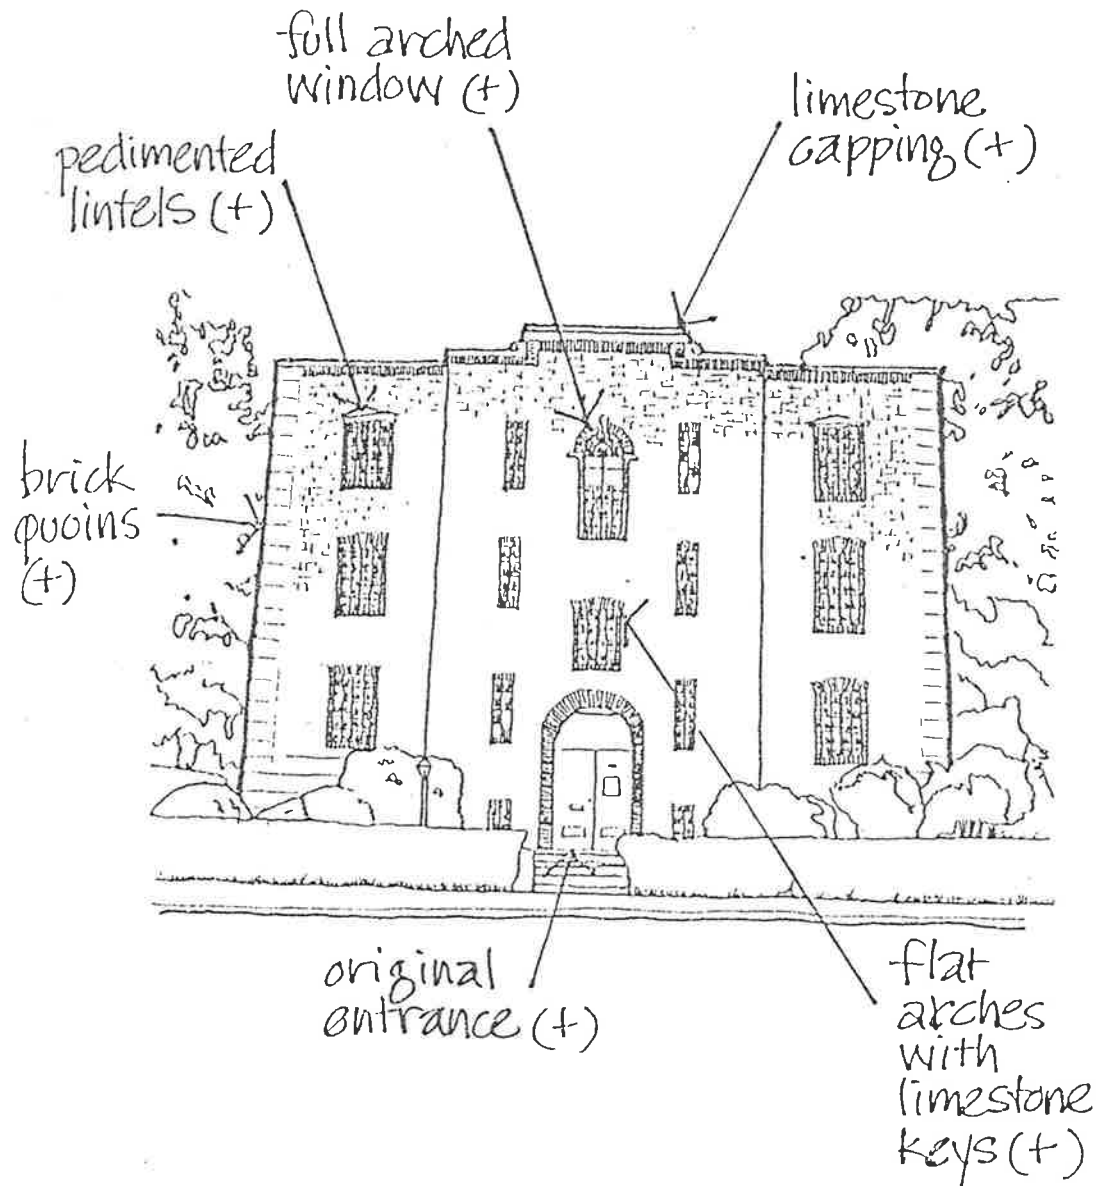 full arched
window (+)
limestone
capping (+)
pedimented
lintels (+)
brick
quoins
(+)
original
entrance (+)
flat
arches
with
limestone
keys (+)